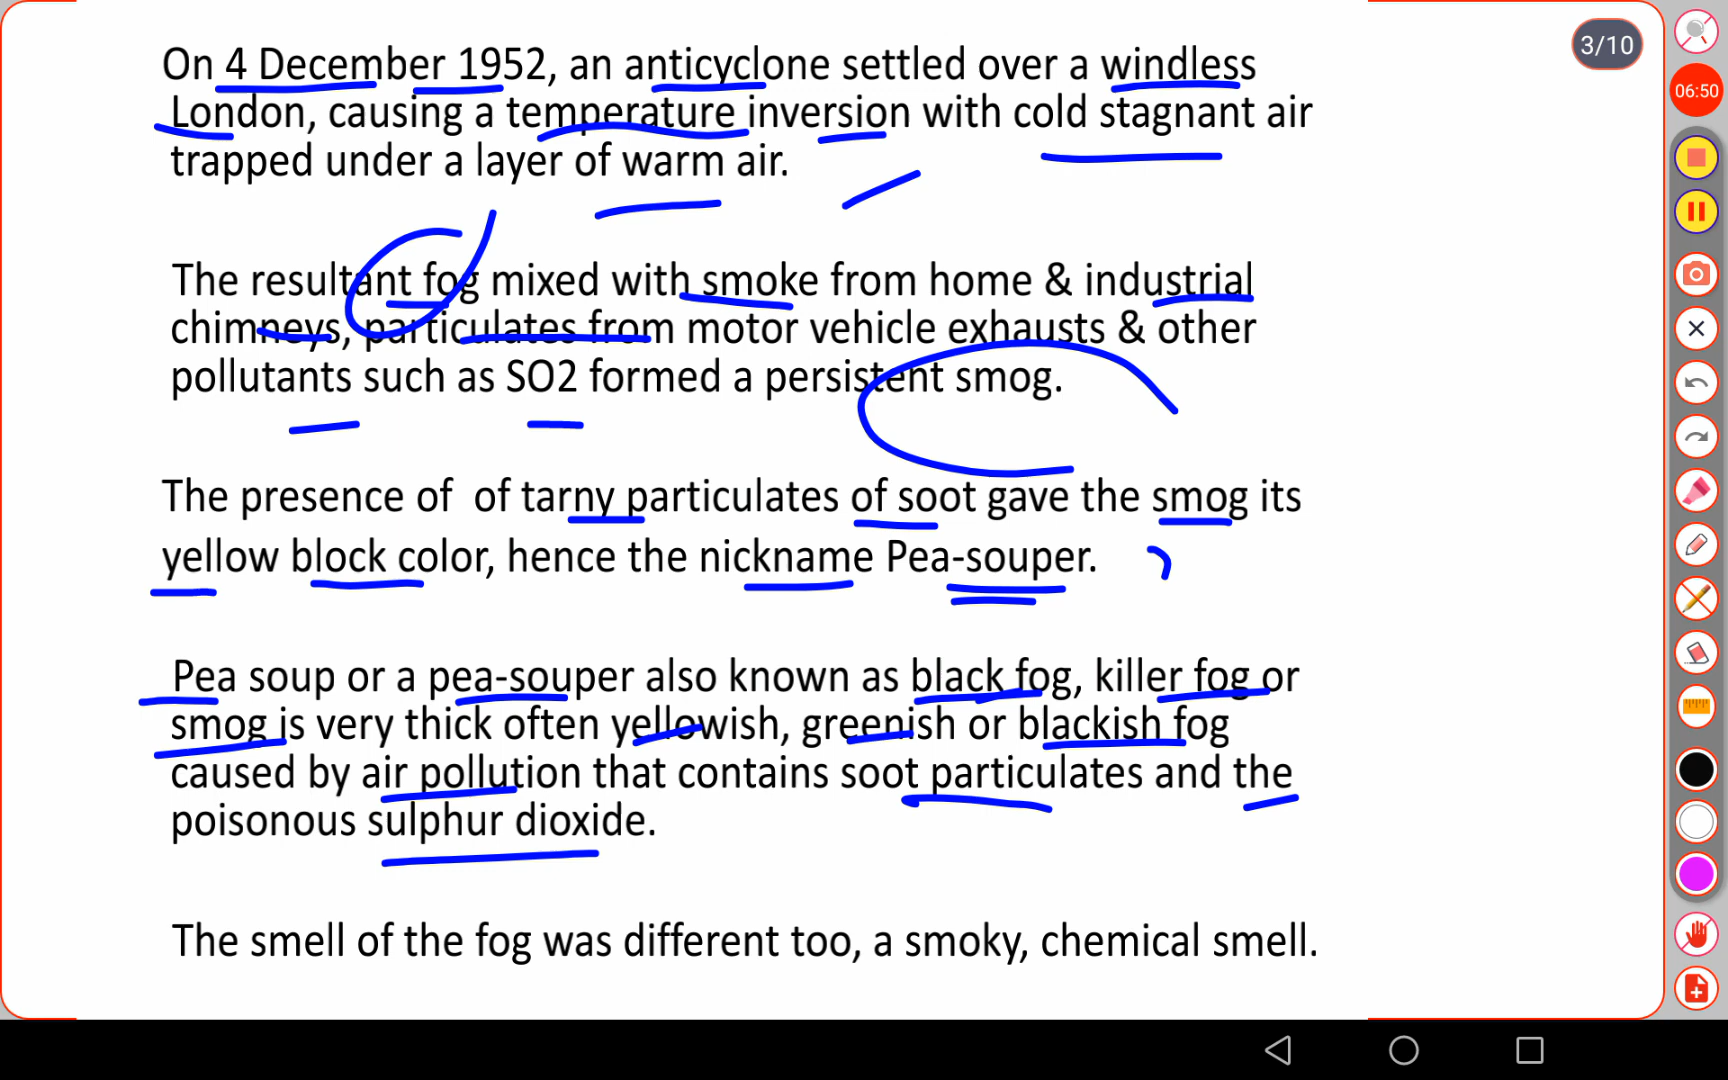 On 4 December 1952, an anticyclone settled over a windless
London, causing a temperature inversion with cold stagnant air
trapped under a layer of warm air.
The resultant fog mixed with smoke from home & industrial
chimneys, particulates from motor vehicle exhausts & other
pollutants such as SO2 formed a persistent smog.
The presence of  of tarny particulates of soot gave the smog its
yellow block color, hence the nickname Pea-souper.
Pea soup or a pea-souper also known as black fog, killer fog or
smog is very thick often yellowish, greenish or blackish fog
caused by air pollution that contains soot particulates and the
poisonous sulphur dioxide.
The smell of the fog was different too, a smoky, chemical smell.
3/10
06:50